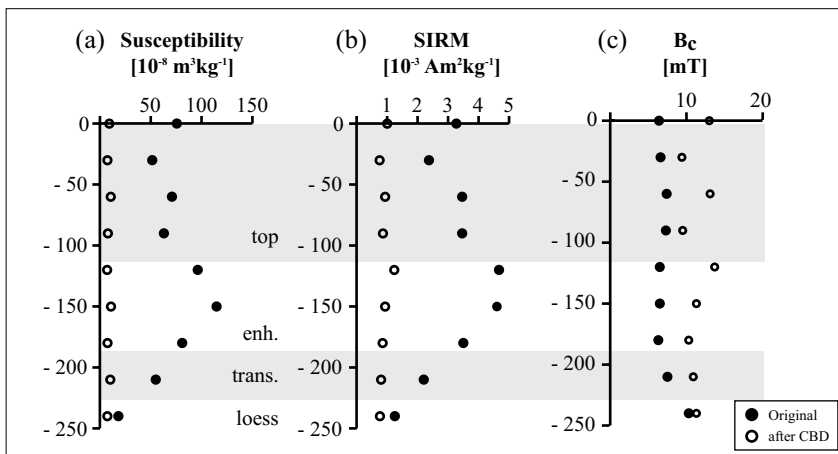 (a) Susceptibility
[10⁻⁸ m³kg⁻¹]
50 100 150
0
- 50
- 100
- 150
- 200
- 250
top
enh.
trans.
loess
(b) SIRM
[10⁻³ Am²kg⁻¹]
1 2 3 4 5
0
- 50
- 100
- 150
- 200
- 250
(c) Bc
[mT]
10 20
0
- 50
- 100
- 150
- 200
- 250
Original
after CBD